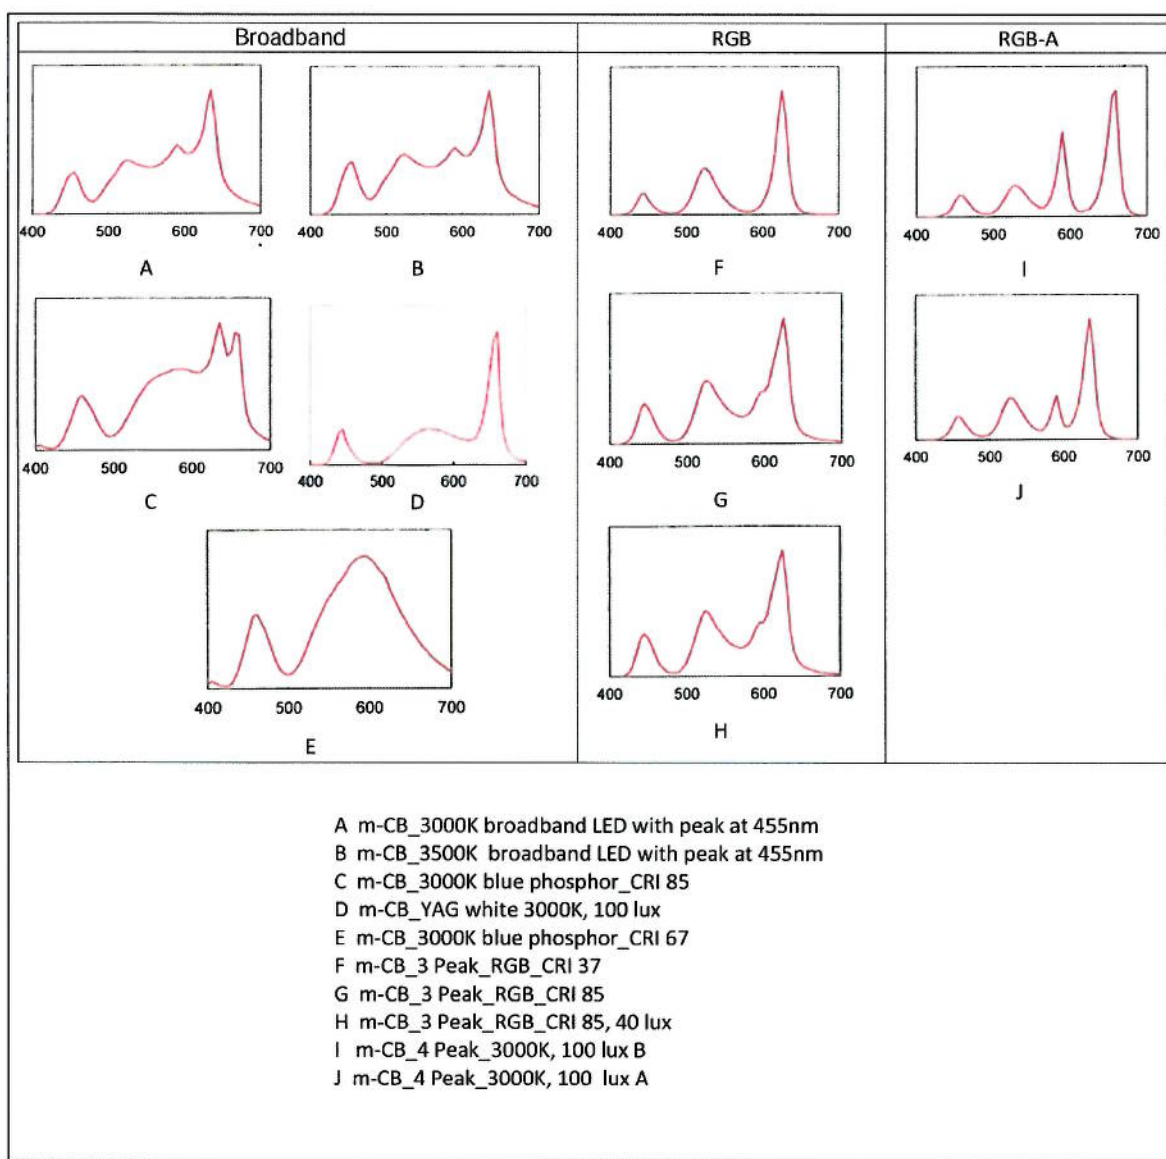 Broadband RGB RGB-A
400 500 600 700 400 500 600 700 400 500 600 700 400 500 600 700
A B F I
400 500 600 700 400 500 600 700 400 500 600 700 400 500 600 700
C D G J
400 500 600 700 400 500 600 700
E H
A m-CB_3000K broadband LED with peak at 455nm
B m-CB_3500K broadband LED with peak at 455nm
C m-CB_3000K blue phosphor_CRI 85
D m-CB_YAG white 3000K, 100 lux
E m-CB_3000K blue phosphor_CRI 67
F m-CB_3 Peak_RGB_CRI 37
G m-CB_3 Peak_RGB_CRI 85
H m-CB_3 Peak_RGB_CRI 85, 40 lux
I m-CB_4 Peak_3000K, 100 lux B
J m-CB_4 Peak_3000K, 100 lux A